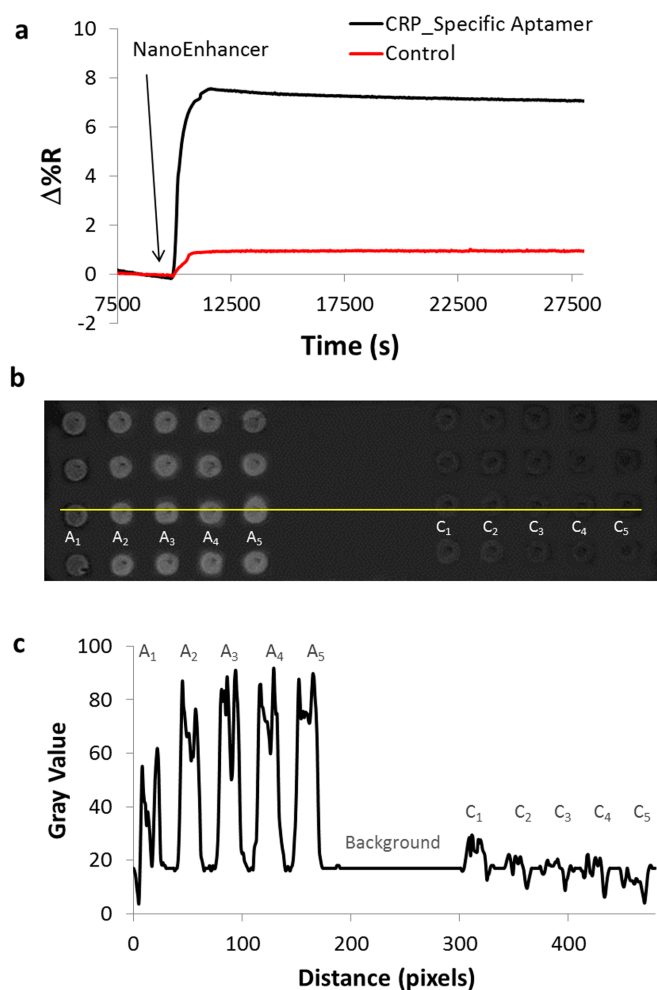 a
CRP_Specific Aptamer
Control
NanoEnhancer
10
8
6
4
2
0
-2
Δ%R
7500 12500 17500 22500 27500
Time (s)
b
A1 A2 A3 A4 A5 C1 C2 C3 C4 C5
c
100
80
60
40
20
0
Gray Value
A1 A2 A3 A4 A5
Background
C1 C2 C3 C4 C5
0 100 200 300 400
Distance (pixels)